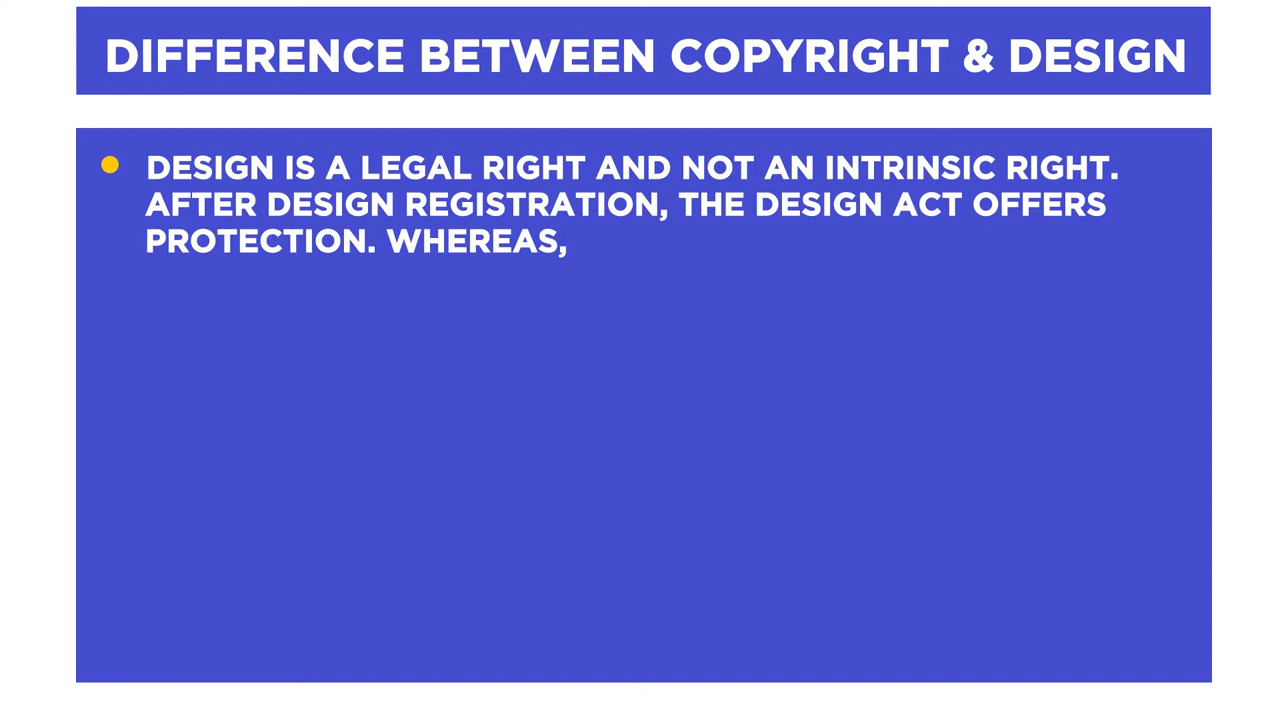 DIFFERENCE BETWEEN COPYRIGHT & DESIGN
DESIGN IS A LEGAL RIGHT AND NOT AN INTRINSIC RIGHT.
AFTER DESIGN REGISTRATION, THE DESIGN ACT OFFERS
PROTECTION. WHEREAS,